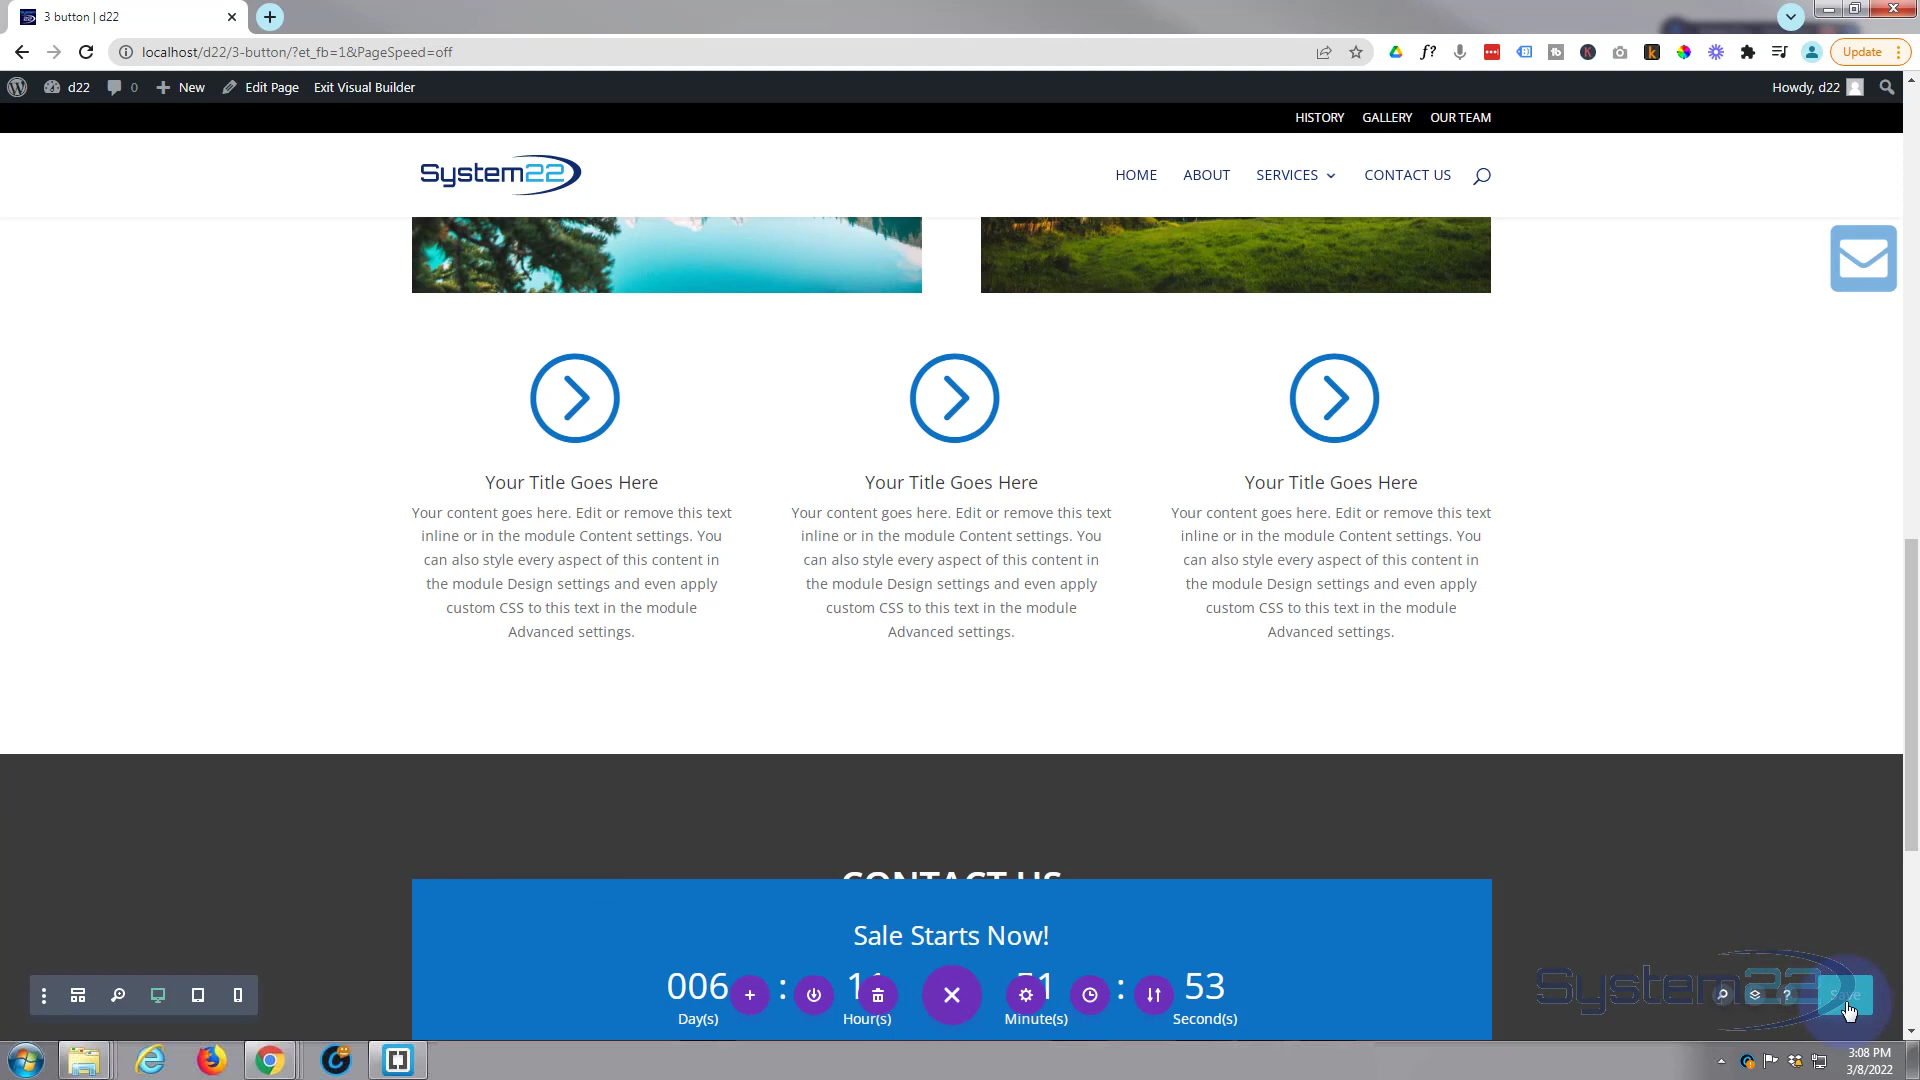 3 button | d22
localhost/d22/3-button/?et_fb=1&PageSpeed=off
Update
d22
0
New
Edit Page
Exit Visual Builder
Howdy, d22
HISTORY
GALLERY
OUR TEAM
System22
HOME
ABOUT
SERVICES
CONTACT US
Your Title Goes Here
Your content goes here. Edit or remove this text
inline or in the module Content settings. You
can also style every aspect of this content in
the module Design settings and even apply
custom CSS to this text in the module
Advanced settings.
Your Title Goes Here
Your content goes here. Edit or remove this text
inline or in the module Content settings. You
can also style every aspect of this content in
the module Design settings and even apply
custom CSS to this text in the module
Advanced settings.
Your Title Goes Here
Your content goes here. Edit or remove this text
inline or in the module Content settings. You
can also style every aspect of this content in
the module Design settings and even apply
custom CSS to this text in the module
Advanced settings.
CONTACT US
Sale Starts Now!
006 : : 53
Day(s)
Hour(s)
Minute(s)
Second(s)
System22
Save
3:08 PM
3/8/2022